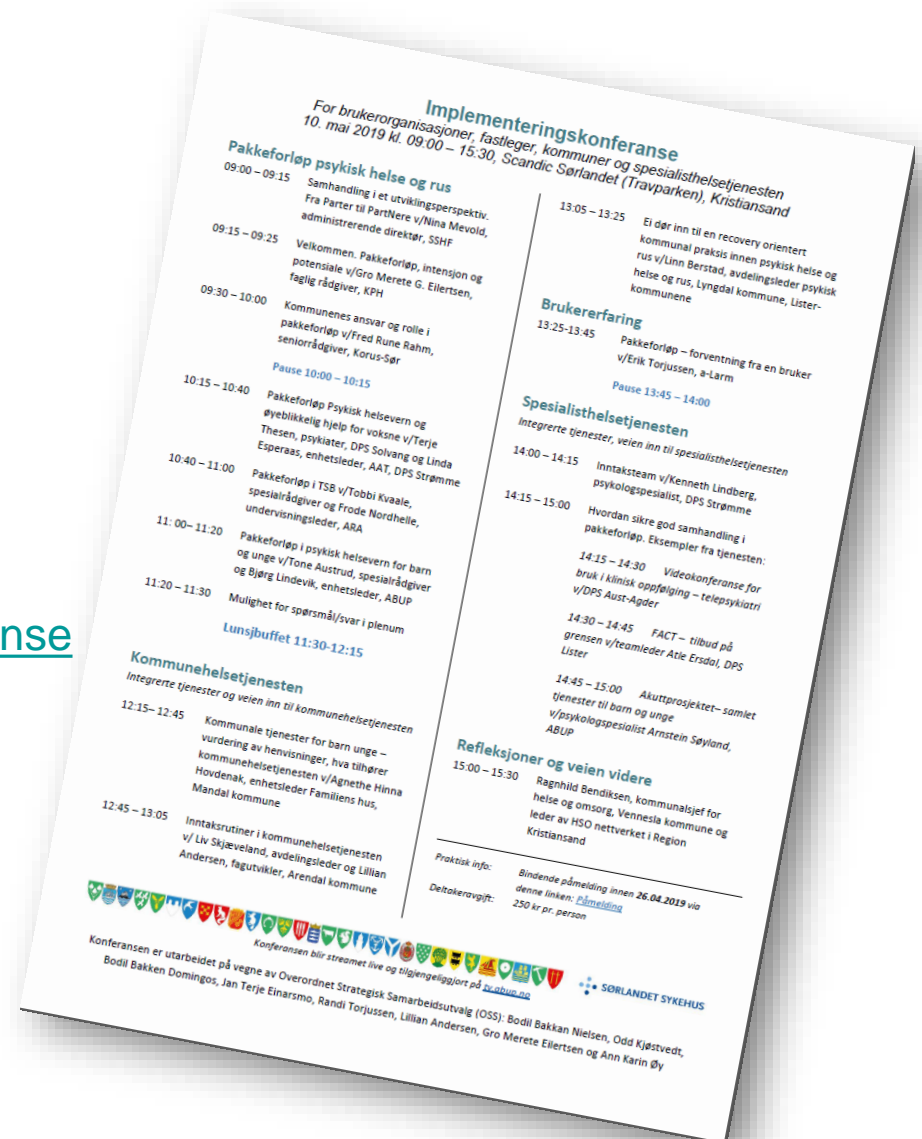 Implementeringskonferanse
For brukerorganisasjoner, fastleger, kommuner og spesialisthelsetjenesten
10. mai 2019 kl. 09:00 – 15:30, Scandic Sørlandet (Travparken), Kristiansand
Pakkeforløp psykisk helse og rus
09:00 – 09:15 Samhandling i et utviklingsperspektiv.
Fra Parter til PartNere v/Nina Mevold,
administrerende direktør, SSHF
09:15 – 09:25 Velkommen. Pakkeforløp, intensjon og
potensiale v/Gro Merete G. Eilertsen,
faglig rådgiver, KPH
09:30 – 10:00 Kommunenes ansvar og rolle i
pakkeforløp v/Fred Rune Rahm,
seniorrådgiver, Korus-Sør
Pause 10:00 – 10:15
10:15 – 10:40 Pakkeforløp Psykisk helsevern og
øyeblikkelig hjelp for voksne v/Terje
Thesen, psykiater, DPS Solvang og Linda
Esperaas, enhetsleder, AAT, DPS Strømme
10:40 – 11:00 Pakkeforløp i TSB v/Tobbi Kvaale,
spesialrådgiver og Frode Nordhelle,
undervisningsleder, ARA
11: 00– 11:20 Pakkeforløp i psykisk helsevern for barn
og unge v/Tone Austrud, spesialrådgiver
og Bjørg Lindevik, enhetsleder, ABUP
11:20 – 11:30 Mulighet for spørsmål/svar i plenum
Lunsjbuffet 11:30-12:15
nse
Kommunehelsetjenesten
Integrerte tjenester og veien inn til kommunehelsetjenesten
12:15– 12:45 Kommunale tjenester for barn unge –
vurdering av henvisninger, hva tilhører
kommunehelsetjenesten v/Agnethe Hinna
Hovdenak, enhetsleder Familiens hus,
Mandal kommune
12:45 – 13:05 Inntaksrutiner i kommunehelsetjenesten
v/ Liv Skjæveland, avdelingsleder og Lillian
Andersen, fagutvikler, Arendal kommune
13:05 – 13:25 Ei dør inn til en recovery orientert
kommunal praksis innen psykisk helse og
rus v/Linn Berstad, avdelingsleder psykisk
helse og rus, Lyngdal kommune, Lister-
kommunene
Brukererfaring
13:25-13:45 Pakkeforløp – forventning fra en bruker
v/Erik Torjussen, a-Larm
Pause 13:45 – 14:00
Spesialisthelsetjenesten
Integrerte tjenester, veien inn til spesialisthelsetjenesten
14:00 – 14:15 Inntaksteam v/Kenneth Lindberg,
psykologspesialist, DPS Strømme
14:15 – 15:00 Hvordan sikre god samhandling i
pakkeforløp. Eksempler fra tjenesten:
14:15 – 14:30 Videokonferanse for
bruk i klinisk oppfølging – telepsykiatri
v/DPS Aust-Agder
14:30 – 14:45 FACT – tilbud på
grensen v/teamleder Atle Ersdal, DPS
Lister
14:45 – 15:00 Akuttprosjektet– samlet
tjenester til barn og unge
v/psykologspesialist Arnstein Søyland,
ABUP
Refleksjoner og veien videre
15:00 – 15:30 Ragnhild Bendiksen, kommunalsjef for
helse og omsorg, Vennesla kommune og
leder av HSO nettverket i Region
Kristiansand
Praktisk info: Bindende påmelding innen 26.04.2019 via
denne linken: Påmelding
Deltakeravgift: 250 kr pr. person
Konferansen blir streamet live og tilgjengeliggjort på tv.abup.no
SØRLANDET SYKEHUS
Konferansen er utarbeidet på vegne av Overordnet Strategisk Samarbeidsutvalg (OSS): Bodil Bakkan Nielsen, Odd Kjøstvedt,
Bodil Bakken Domingos, Jan Terje Einarsmo, Randi Torjussen, Lillian Andersen, Gro Merete Eilertsen og Ann Karin Øy